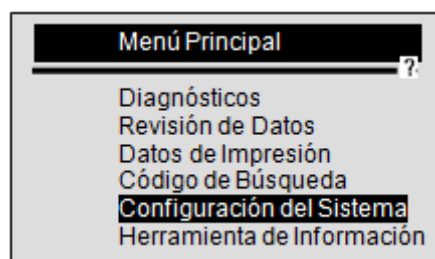 Menú Principal
?
Diagnósticos
Revisión de Datos
Datos de Impresión
Código de Búsqueda
Configuración del Sistema
Herramienta de Información